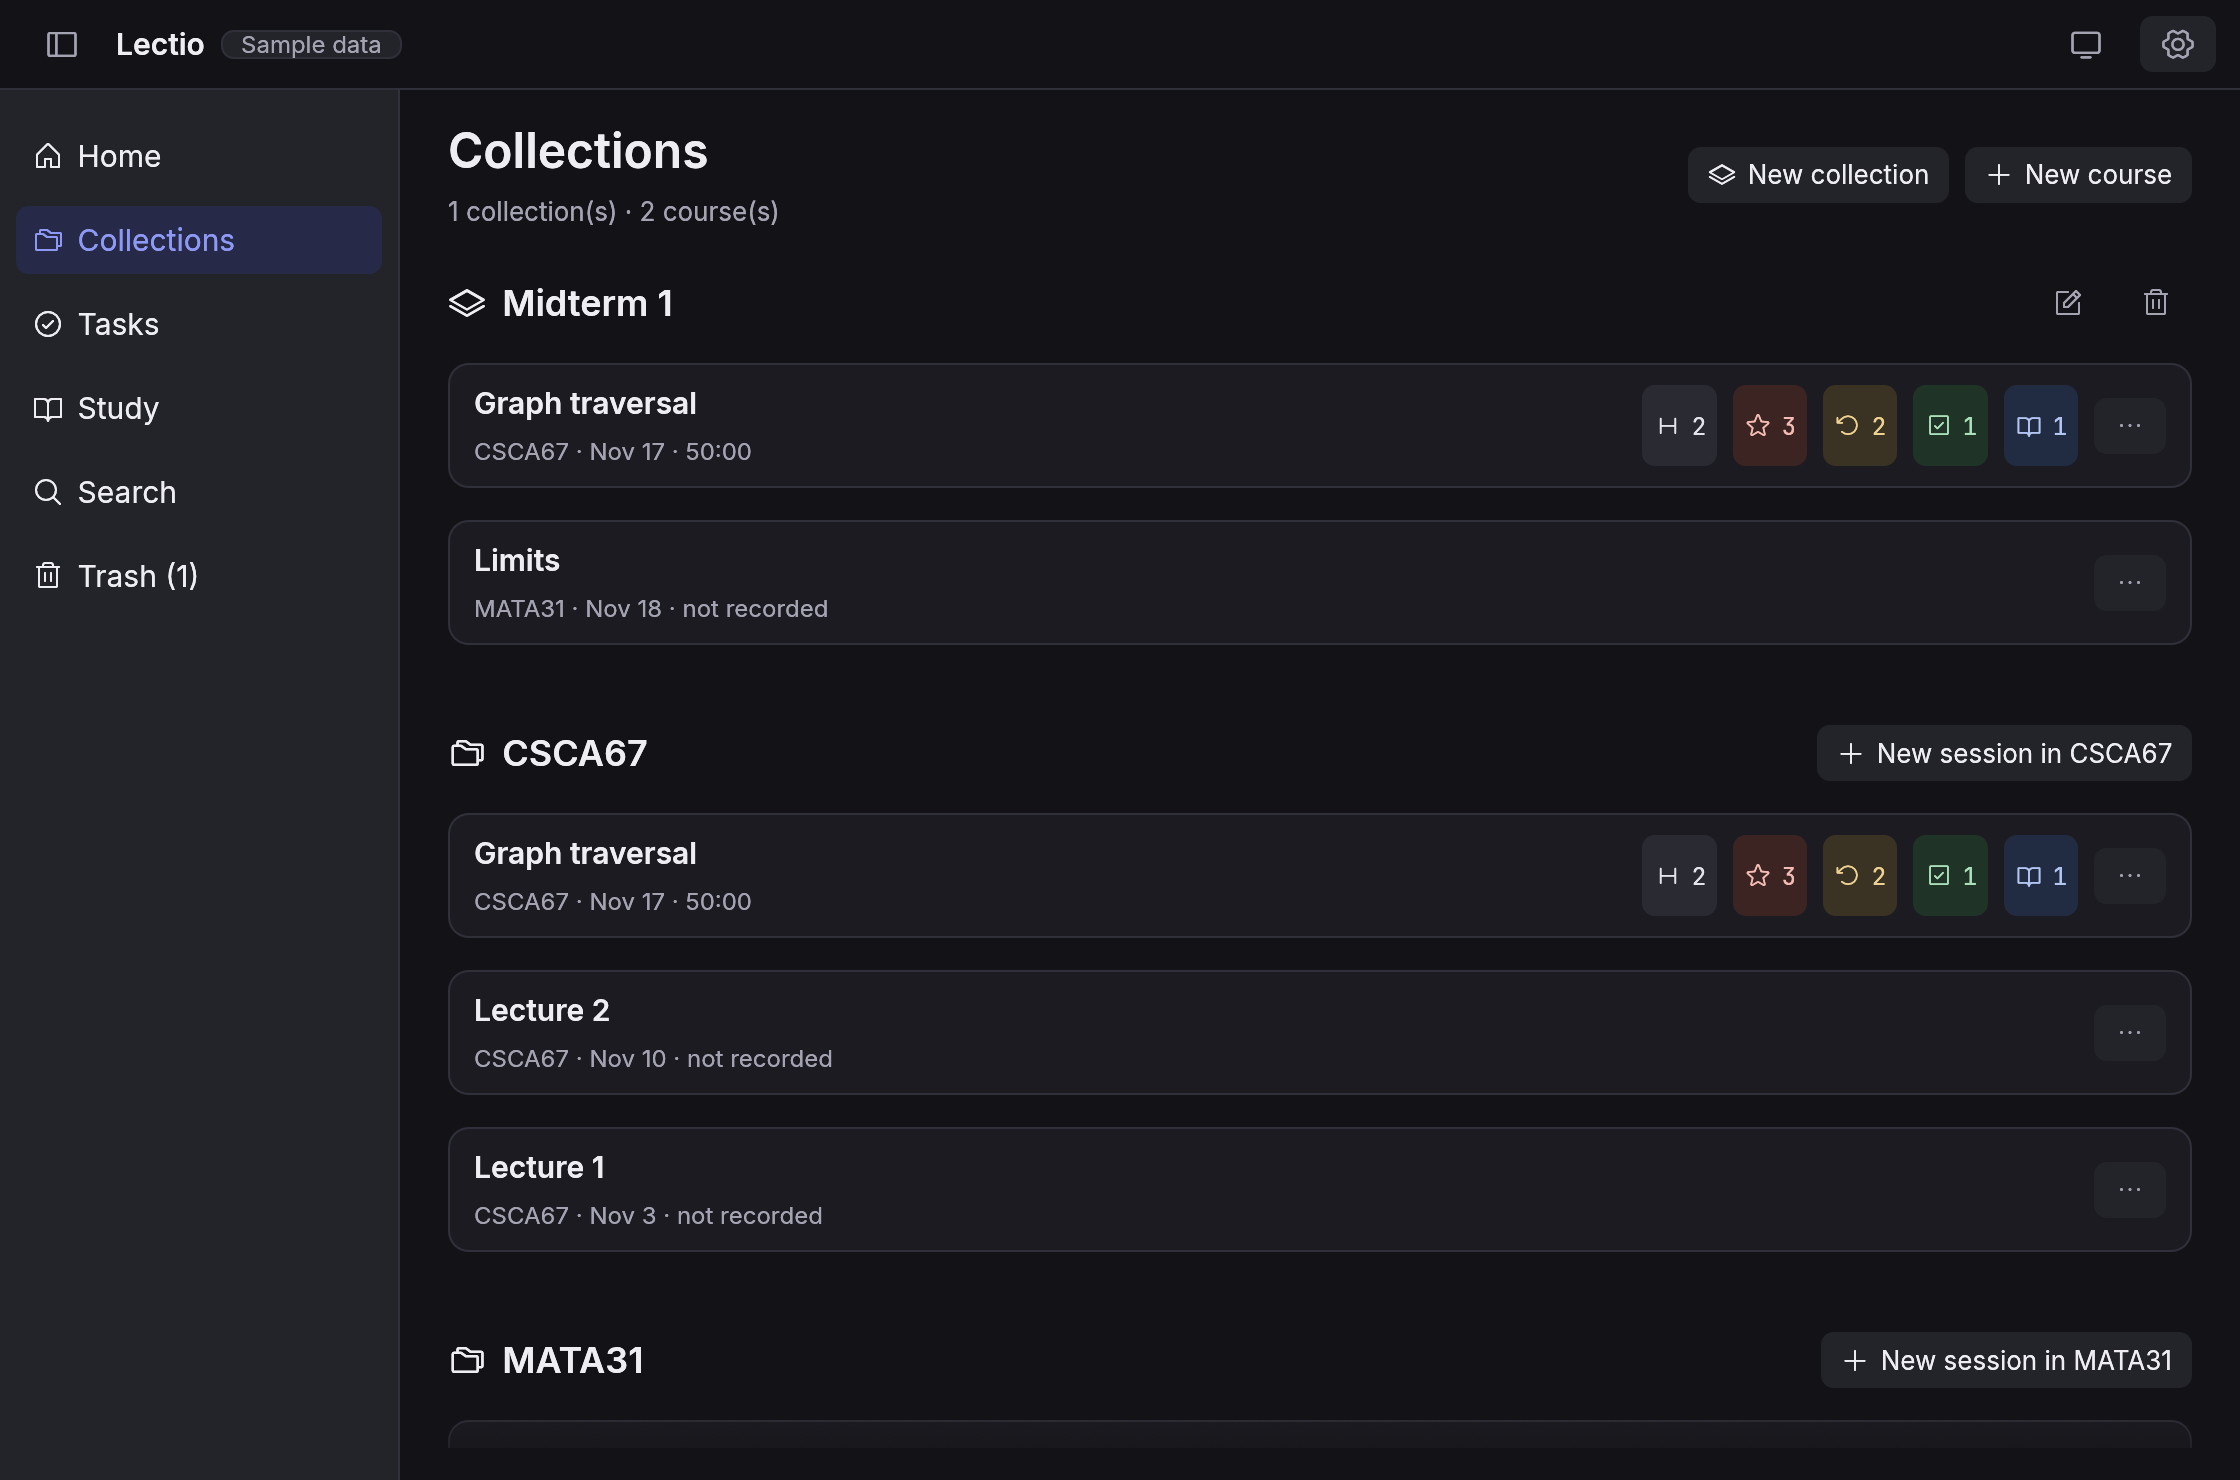 Lectio
Sample data
Home
Collections
Tasks
Study
Search
Trash (1)
Collections
1 collection(s) · 2 course(s)
New collection
New course
Midterm 1
Graph traversal
CSCA67 · Nov 17 · 50:00
2
3
2
1
1
Limits
MATA31 · Nov 18 · not recorded
CSCA67
New session in CSCA67
Graph traversal
CSCA67 · Nov 17 · 50:00
2
3
2
1
1
Lecture 2
CSCA67 · Nov 10 · not recorded
Lecture 1
CSCA67 · Nov 3 · not recorded
MATA31
New session in MATA31